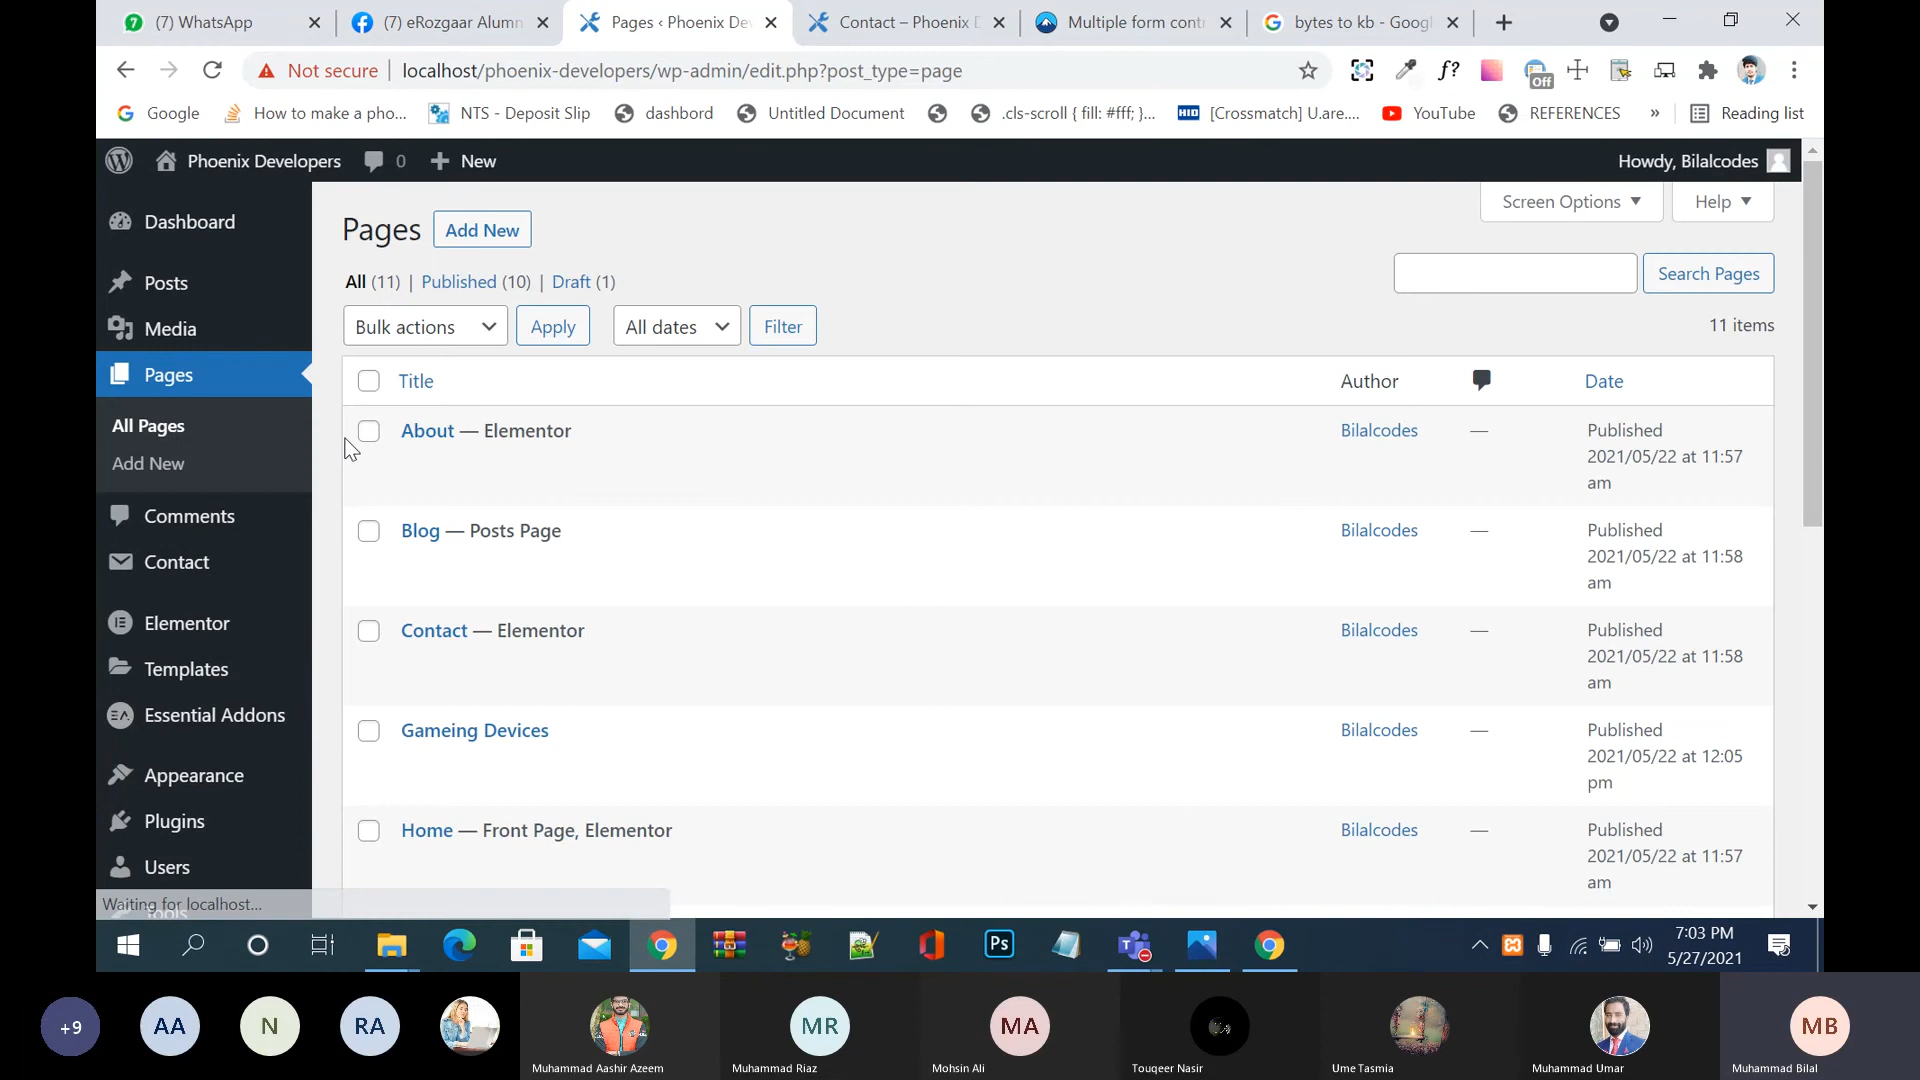 (7) WhatsApp
(7) eRozgaar Alumn
Pages ‹ Phoenix Dev
Contact – Phoenix D
Multiple form contr
bytes to kb - Googl
Not secure
localhost/phoenix-developers/wp-admin/edit.php?post_type=page
f?
Off
Google
How to make a pho...
NTS - Deposit Slip
dashbord
Untitled Document
.cls-scroll { fill: #fff; }...
HID
[Crossmatch] U.are....
YouTube
REFERENCES
»
Reading list
Phoenix Developers
0
New
Howdy, Bilalcodes
Dashboard
Posts
Media
Pages
All Pages
Add New
Comments
Contact
Elementor
Templates
Essential Addons
Appearance
Plugins
Users
Tools
Waiting for localhost...
Screen Options
Help
Pages
Add New
All (11) | Published (10) | Draft (1)
Search Pages
Bulk actions
Apply
All dates
Filter
11 items
Title
Author
Date
About — Elementor
Bilalcodes
—
Published
2021/05/22 at 11:57
am
Blog — Posts Page
Bilalcodes
—
Published
2021/05/22 at 11:58
am
Contact — Elementor
Bilalcodes
—
Published
2021/05/22 at 11:58
am
Gameing Devices
Bilalcodes
—
Published
2021/05/22 at 12:05
pm
Home — Front Page, Elementor
Bilalcodes
—
Published
2021/05/22 at 11:57
am
Ps
7:03 PM
5/27/2021
+9
AA
N
RA
MR
MA
MB
Muhammad Aashir Azeem
Muhammad Riaz
Mohsin Ali
Touqeer Nasir
Ume Tasmia
Muhammad Umar
Muhammad Bilal